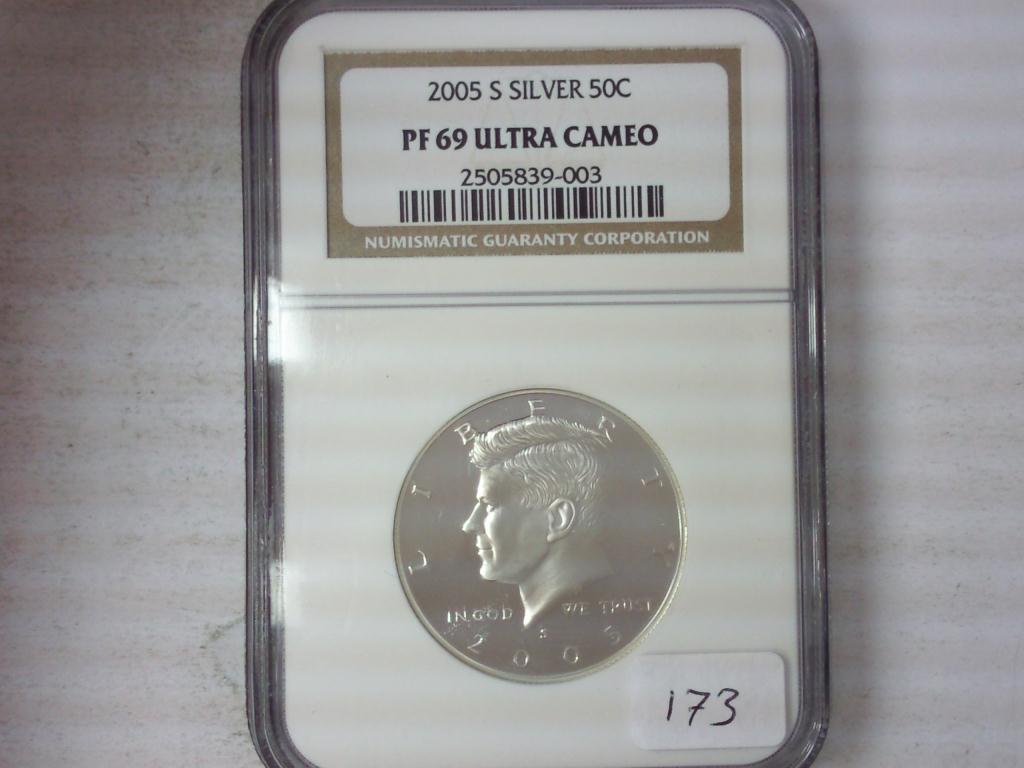 2005 S SILVER 50C
PF 69 ULTRA CAMEO
2505839-003
NUMISMATIC GUARANTY CORPORATION
LIBERTY
IN GOD WE TRUST
S
2005
173